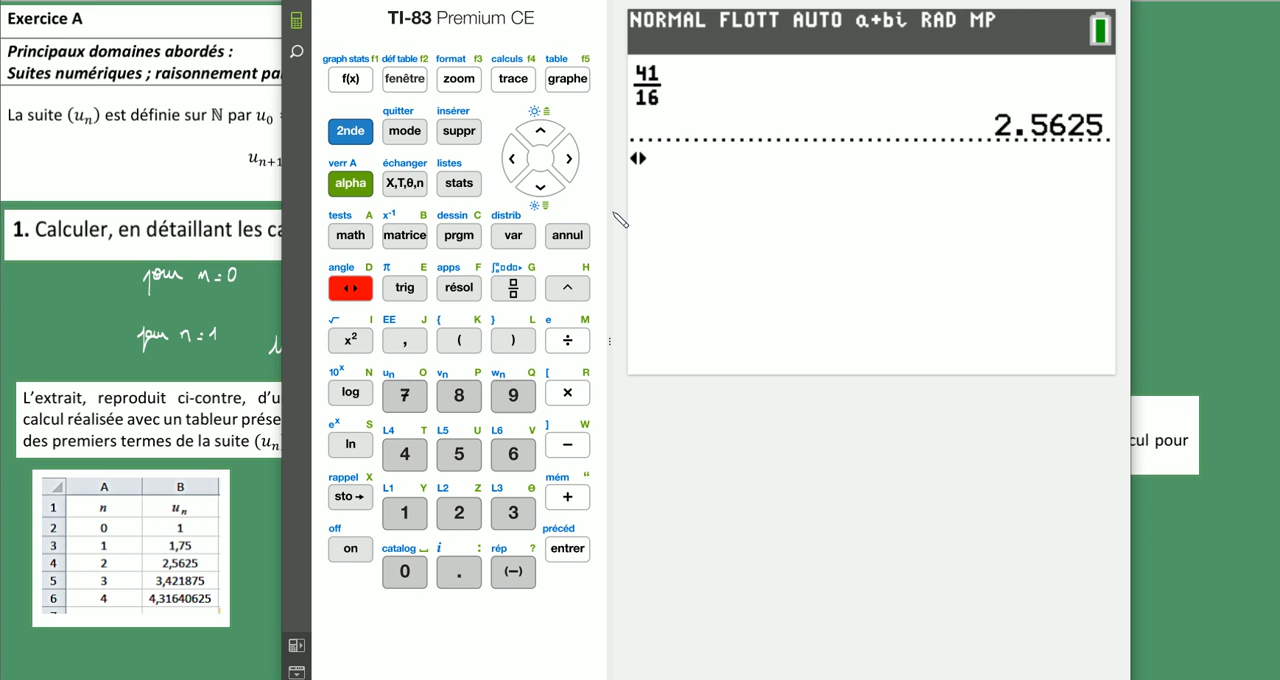 Exercice A
Principaux domaines abordés :
Suites numériques ; raisonnement pa
La suite (uₙ) est définie sur ℕ par u₀
uₙ₊₁
1. Calculer, en détaillant les ca
pour n = 0
pour n = 1
L'extrait, reproduit ci-contre, d'u
calcul réalisée avec un tableur prése
des premiers termes de la suite (uₙ
cul pour
A B
1 n uₙ
2 0 1
3 1 1,75
4 2 2,5625
5 3 3,421875
6 4 4,31640625
TI-83 Premium CE
graph stats f1 déf table f2 format f3 calculs f4 table f5
f(x) fenêtre zoom trace graphe
quitter insérer
2nde mode suppr
verr A échanger listes
alpha X,T,θ,n stats
tests A x⁻¹ B dessin C distrib
math matrice prgm var annul
angle D π E apps F G H
trig résol ^
√ I EE J { K } L e M
x² , ( ) ÷
10ˣ N uₙ O vₙ P wₙ Q [ R
log 7 8 9 ×
eˣ S L4 T L5 U L6 V ] W
ln 4 5 6 −
rappel X L1 Y L2 Z L3 θ mém "
sto→ 1 2 3 +
off catalog i : rép ? précéd
on 0 . (−) entrer
NORMAL FLOTT AUTO a+bi RAD MP
41
16
2.5625